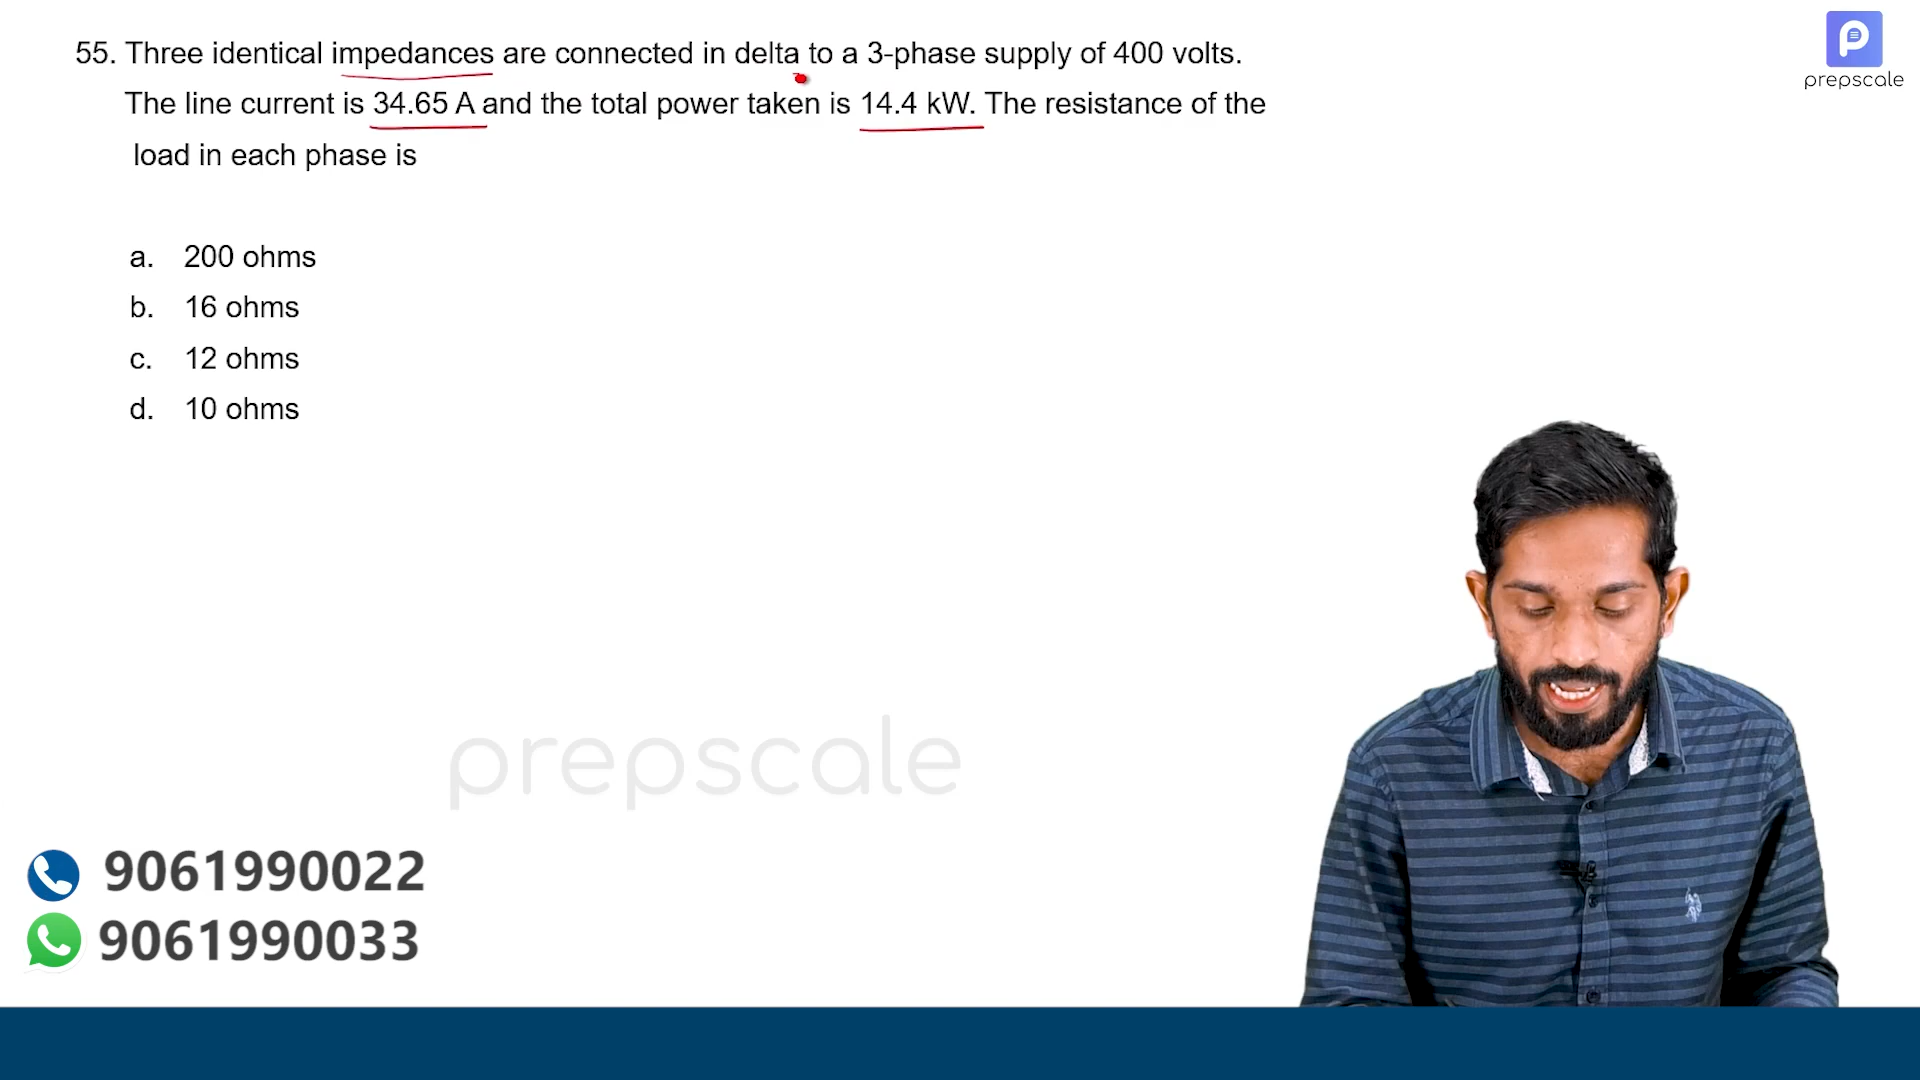 55. Three identical impedances are connected in delta to a 3-phase supply of 400 volts.
The line current is 34.65 A and the total power taken is 14.4 kW. The resistance of the
load in each phase is
a. 200 ohms
b. 16 ohms
c. 12 ohms
d. 10 ohms
prepscale
prepscale
9061990022
9061990033